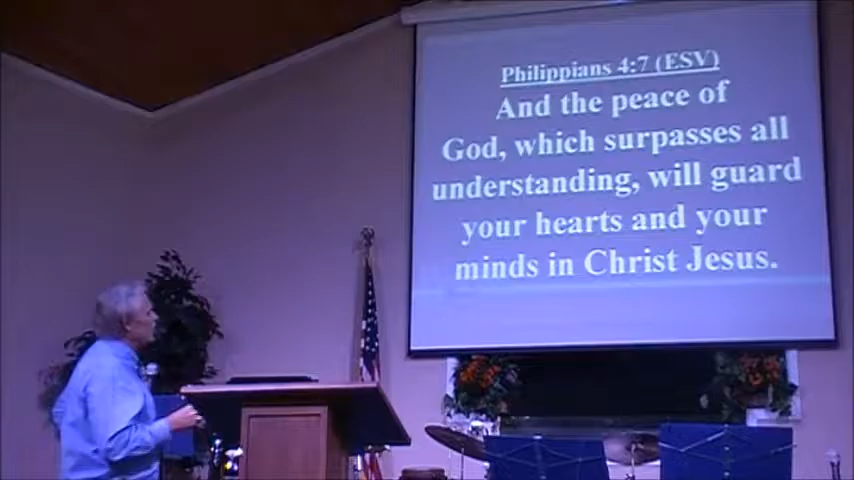 Philippians 4:7 (ESV)
And the peace of
God, which surpasses all
understanding, will guard
your hearts and your
minds in Christ Jesus.